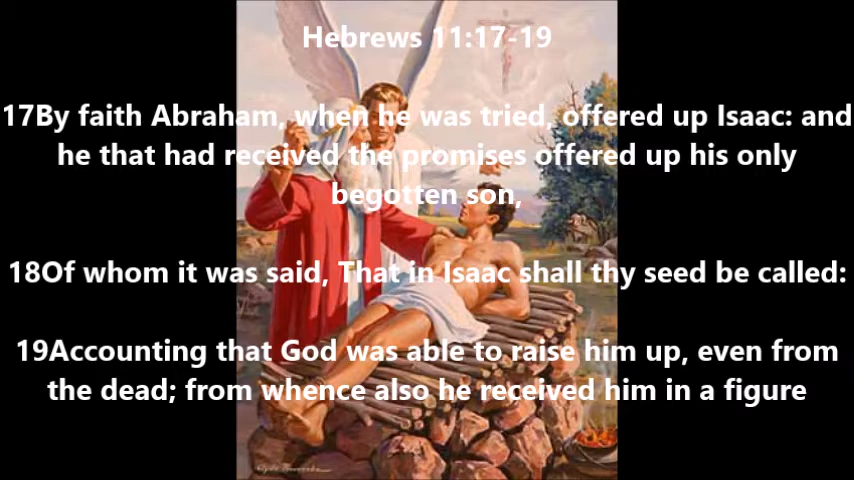 Hebrews 11:17-19
17By faith Abraham, when he was tried, offered up Isaac: and
he that had received the promises offered up his only
begotten son,
18Of whom it was said, That in Isaac shall thy seed be called:
19Accounting that God was able to raise him up, even from
the dead; from whence also he received him in a figure